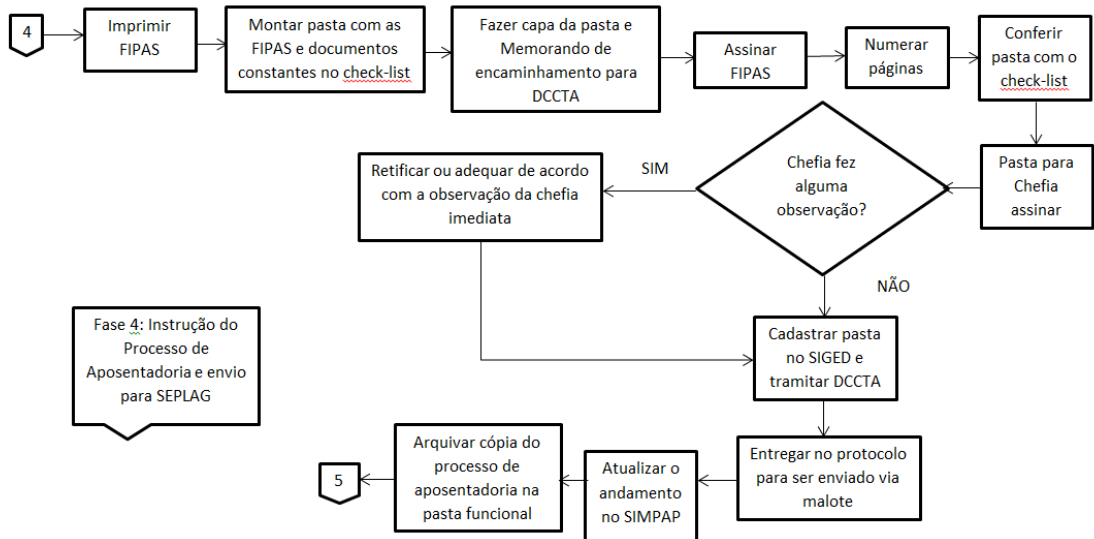 4
Imprimir
FIPAS
Montar pasta com as
FIPAS e documentos
constantes no check-list
Fazer capa da pasta e
Memorando de
encaminhamento para
DCCTA
Assinar
FIPAS
Numerar
páginas
Conferir
pasta com o
check-list
Pasta para
Chefia
assinar
Chefia fez
alguma
observação?
SIM
Retificar ou adequar de acordo
com a observação da chefia
imediata
NÃO
Cadastrar pasta
no SIGED e
tramitar DCCTA
Fase 4: Instrução do
Processo de
Aposentadoria e envio
para SEPLAG
Entregar no protocolo
para ser enviado via
malote
Atualizar o
andamento
no SIMPAP
Arquivar cópia do
processo de
aposentadoria na
pasta funcional
5